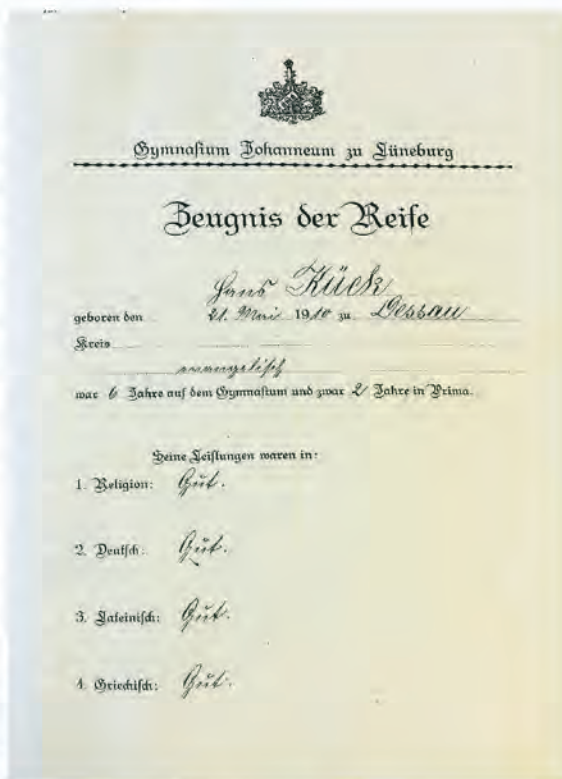 Gymnasium Johanneum zu Lüneburg
Zeugnis der Reife
Hans Kück
geboren den 21. Mai 1910 zu Dessau
Kreis
evangelisch
war 6 Jahre auf dem Gymnasium und zwar 2 Jahre in Prima.
Seine Leistungen waren in:
1. Religion: Gut.
2. Deutsch: Gut.
3. Lateinisch: Gut.
4. Griechisch: Gut.